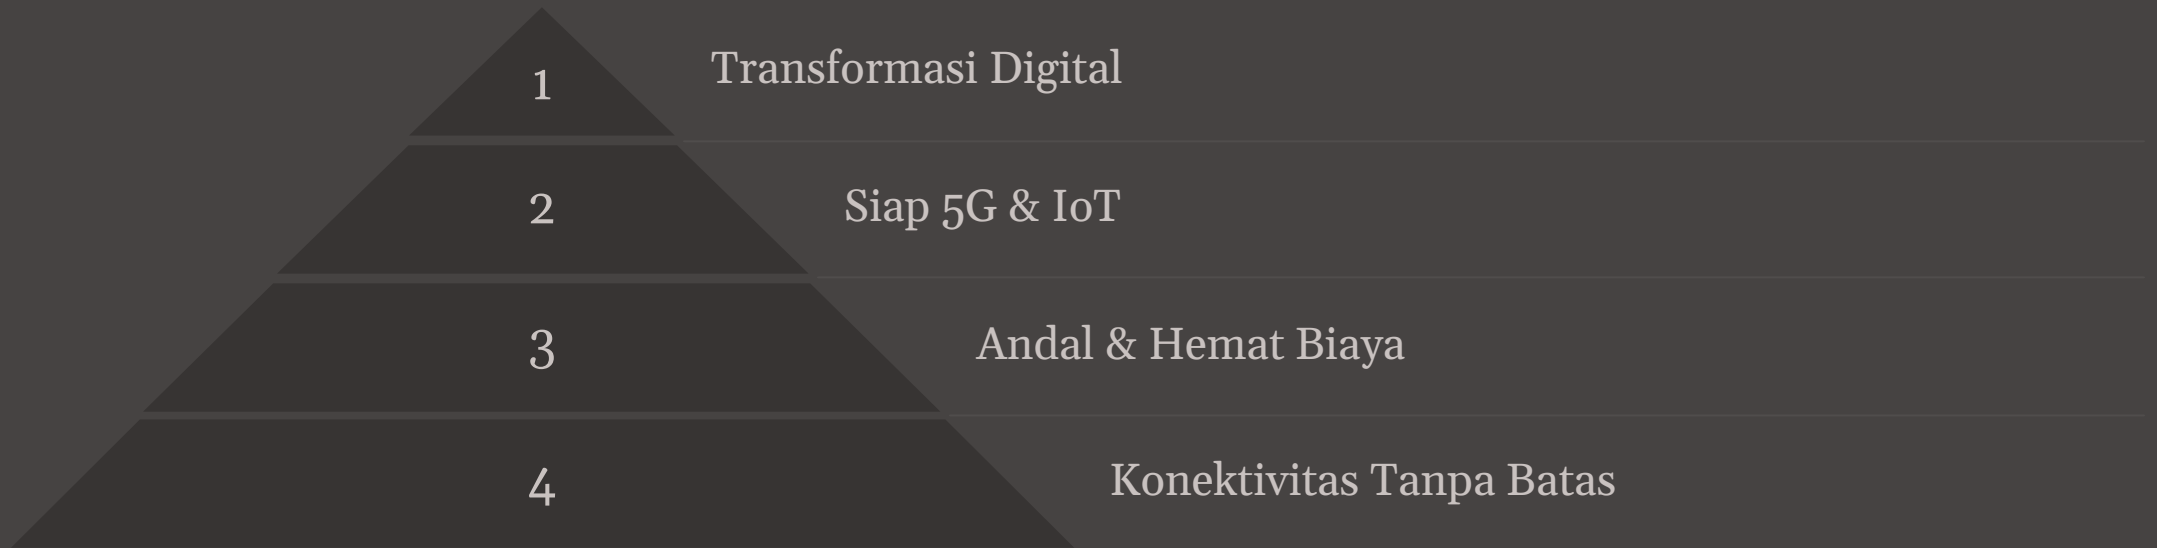 1
Transformasi Digital
2
Siap 5G & IoT
3
Andal & Hemat Biaya
4
Konektivitas Tanpa Batas